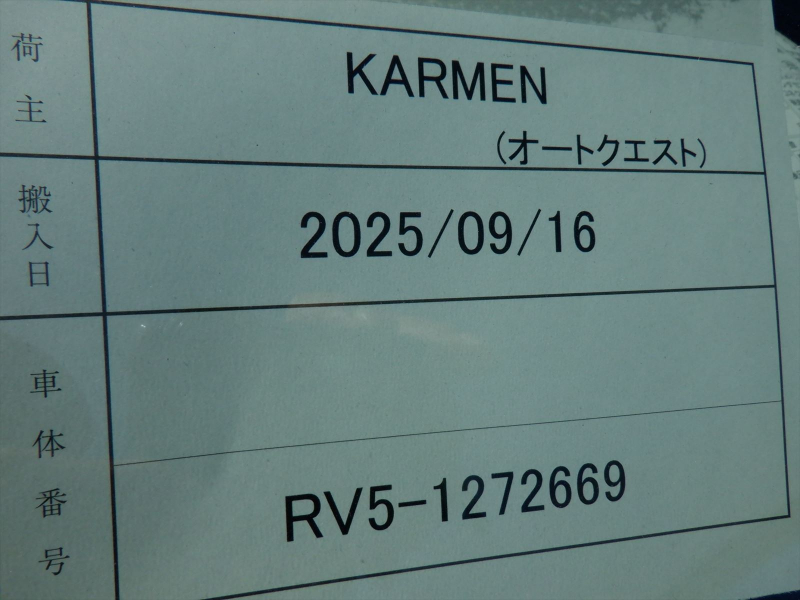 荷主 KARMEN
(オートクエスト)
搬入日 2025/09/16
車体番号 RV5-1272669